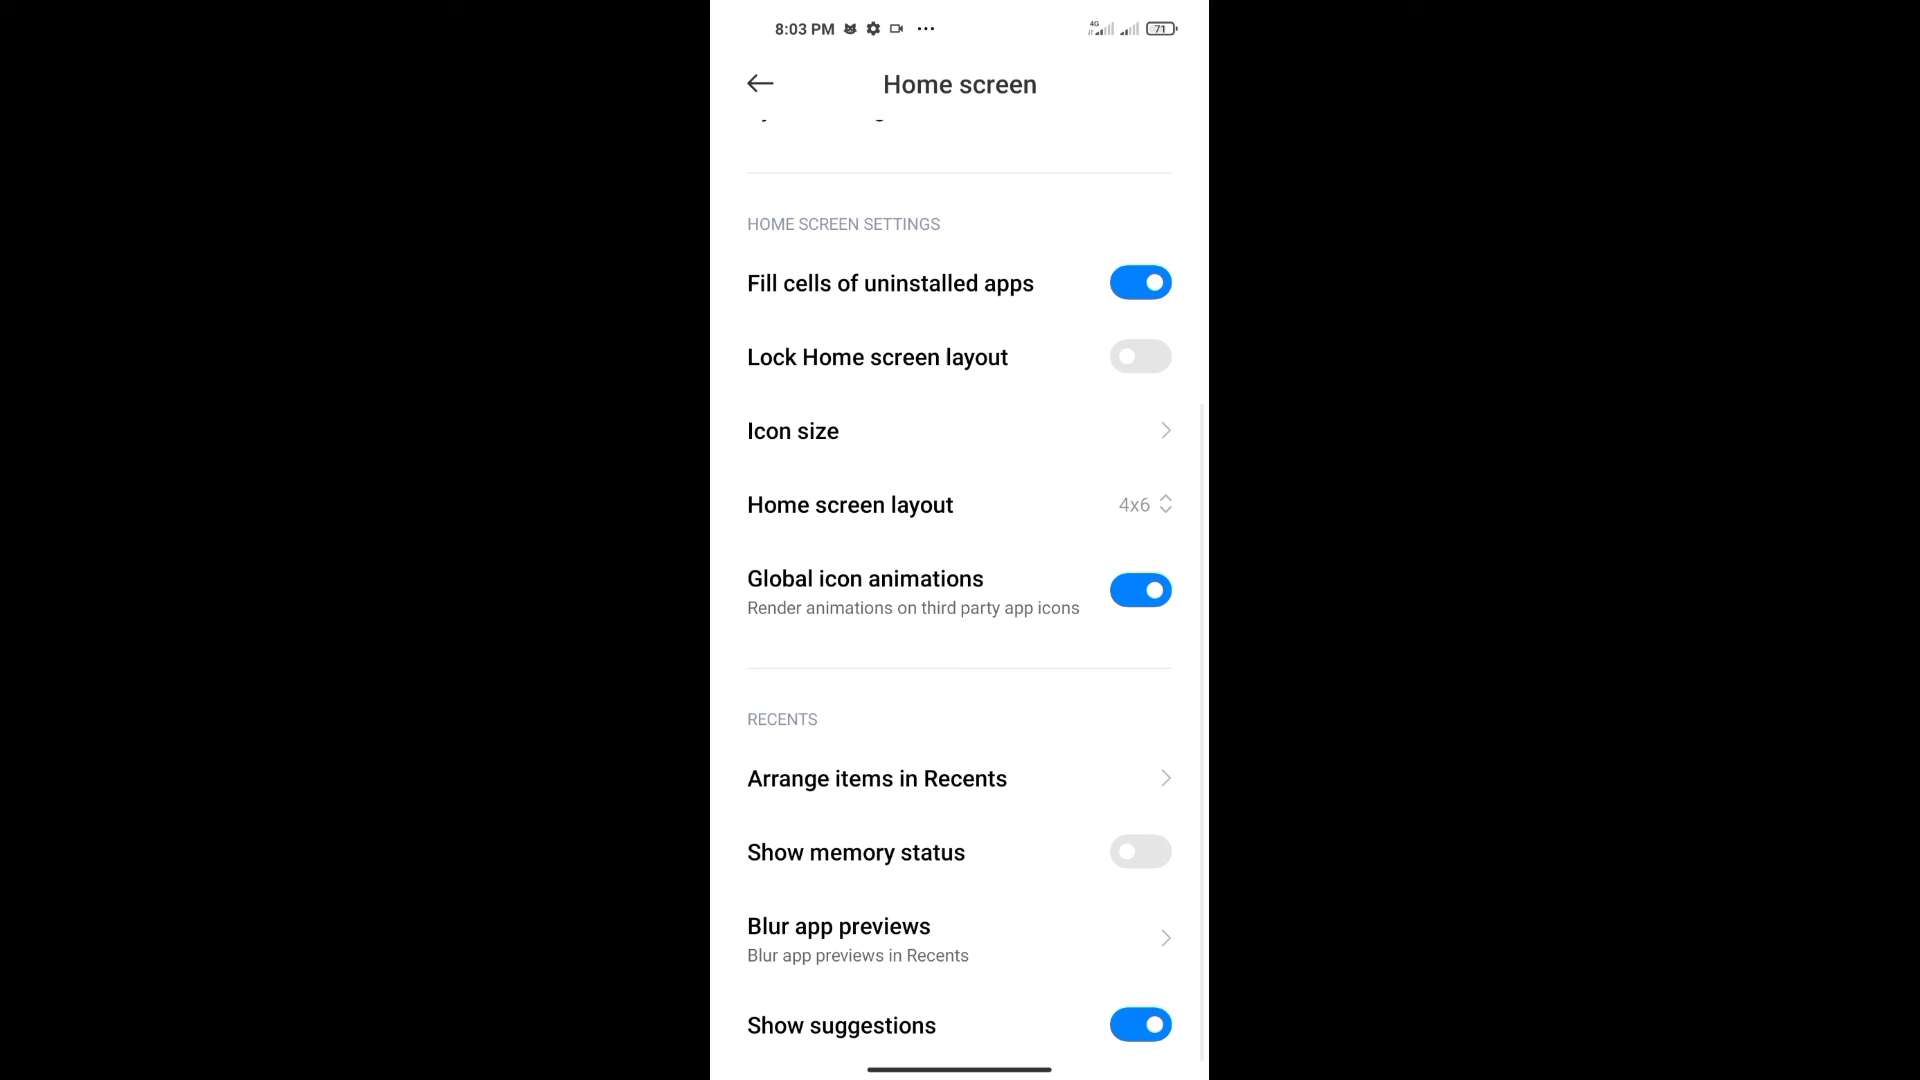 8:03 PM
4G
71
Home screen
HOME SCREEN SETTINGS
Fill cells of uninstalled apps
Lock Home screen layout
Icon size
Home screen layout
4x6
Global icon animations
Render animations on third party app icons
RECENTS
Arrange items in Recents
Show memory status
Blur app previews
Blur app previews in Recents
Show suggestions